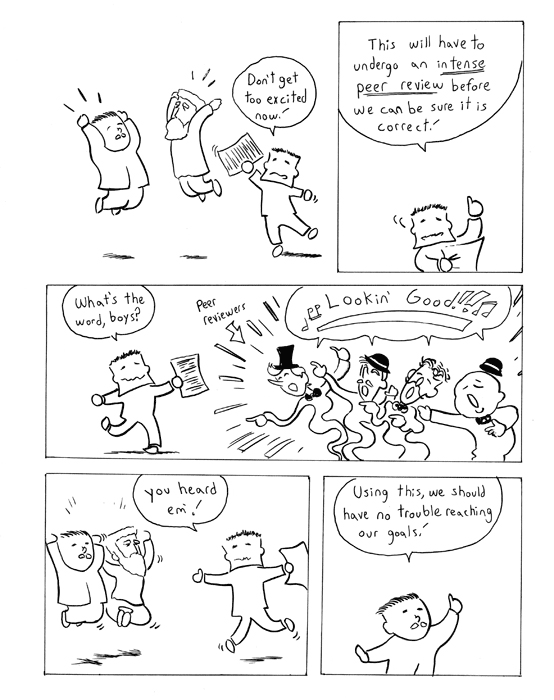 Don't get
too excited
now!
This will have to
undergo an intense
peer review before
we can be sure it is
correct!
What's the
word, boys?
Peer
reviewers
Lookin' Good!!!
you heard
em!
Using this, we should
have no trouble reaching
our goals!